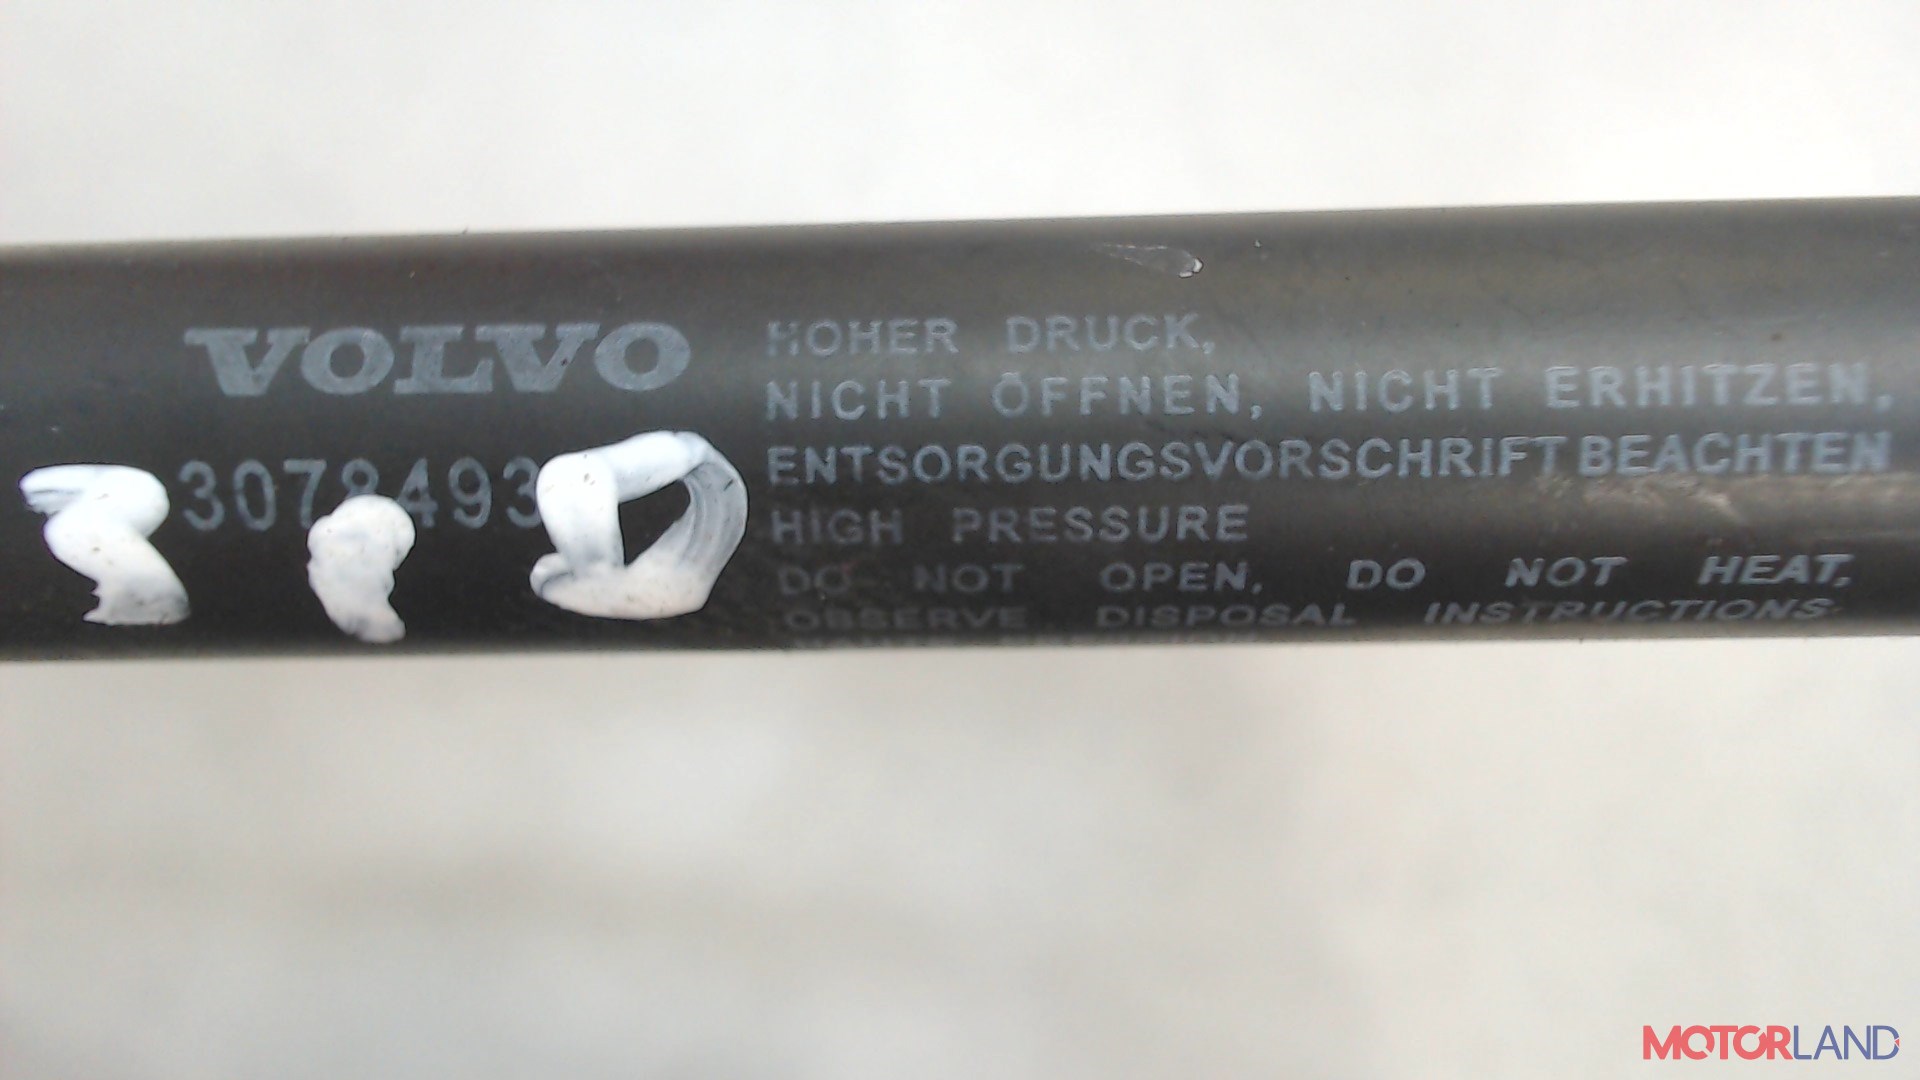 VOLVO
3078493
HOHER DRUCK,
NICHT ÖFFNEN, NICHT ERHITZEN,
ENTSORGUNGSVORSCHRIFT BEACHTEN
HIGH PRESSURE
DO NOT OPEN, DO NOT HEAT,
OBSERVE DISPOSAL INSTRUCTIONS
MOTORLAND